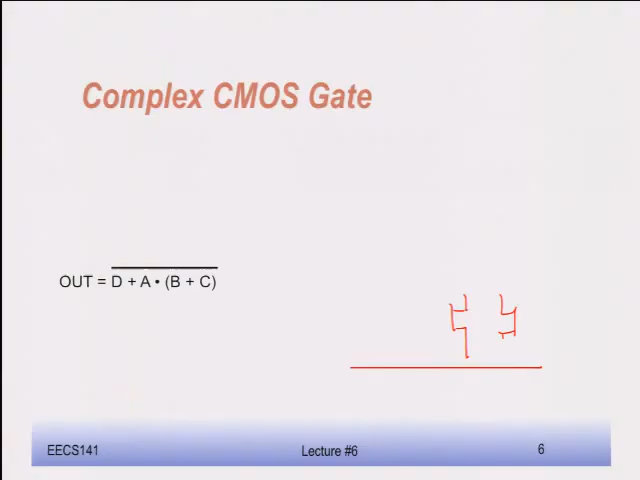 Complex CMOS Gate
OUT = D + A • (B + C)
EECS141
Lecture #6
6